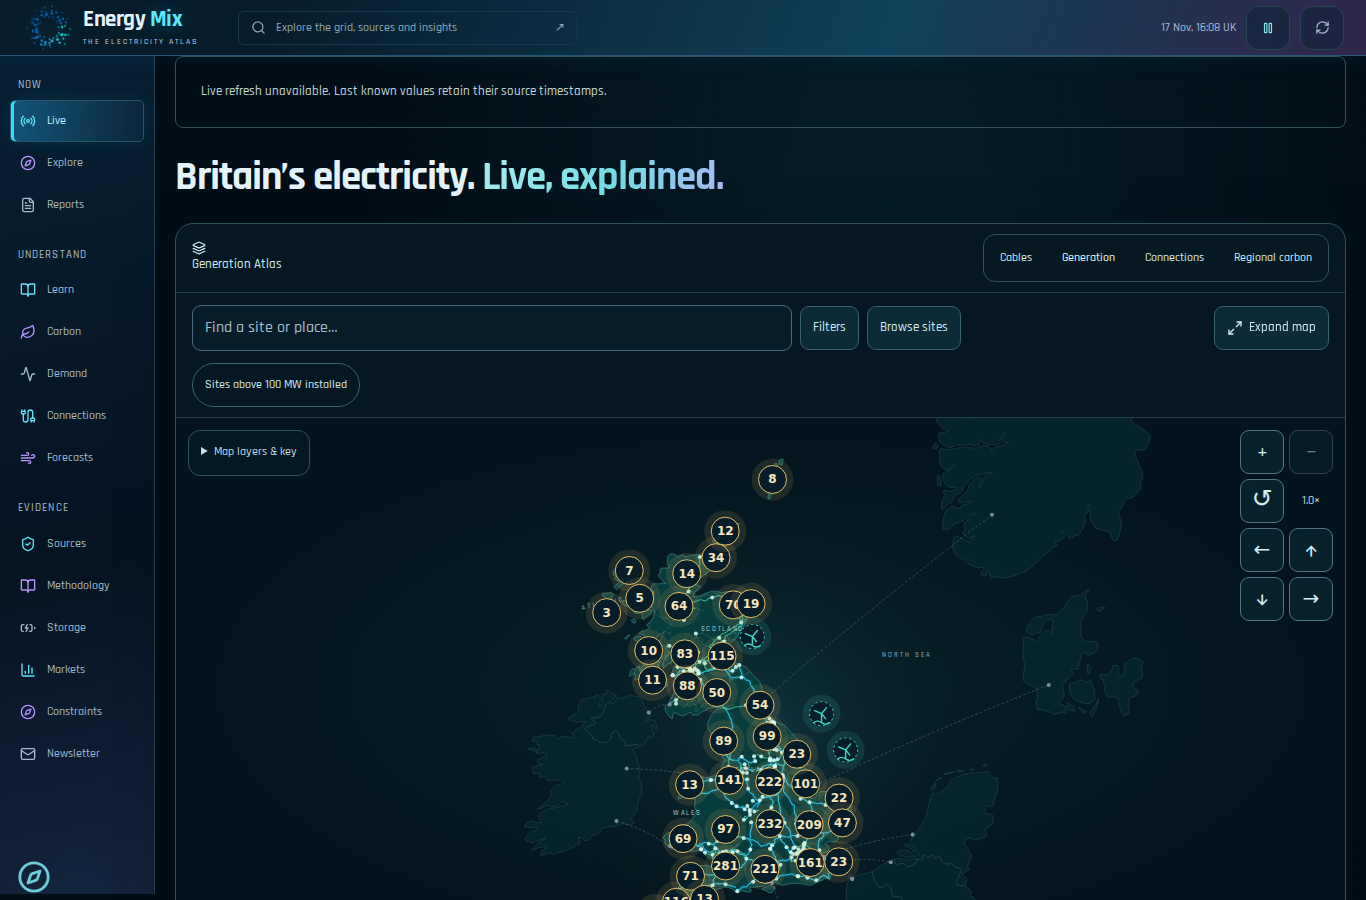 Energy Mix
THE ELECTRICITY ATLAS
Explore the grid, sources and insights
↗
17 Nov, 16:08 UK
NOW
Live
Explore
Reports
UNDERSTAND
Learn
Carbon
Demand
Connections
Forecasts
EVIDENCE
Sources
Methodology
Storage
Markets
Constraints
Newsletter
Live refresh unavailable. Last known values retain their source timestamps.
Britain's electricity. Live, explained.
Generation Atlas
Cables
Generation
Connections
Regional carbon
Find a site or place...
Filters
Browse sites
Expand map
Sites above 100 MW installed
Map layers & key
+
−
↺
1.0×
←
↑
↓
→
8
12
34
7
14
5
3
64
19
SCOTLAND
10
83
115
NORTH SEA
11
88
50
54
89
99
23
13
141
222
101
22
WALES
97
232
209
47
69
281
221
161
23
71
13